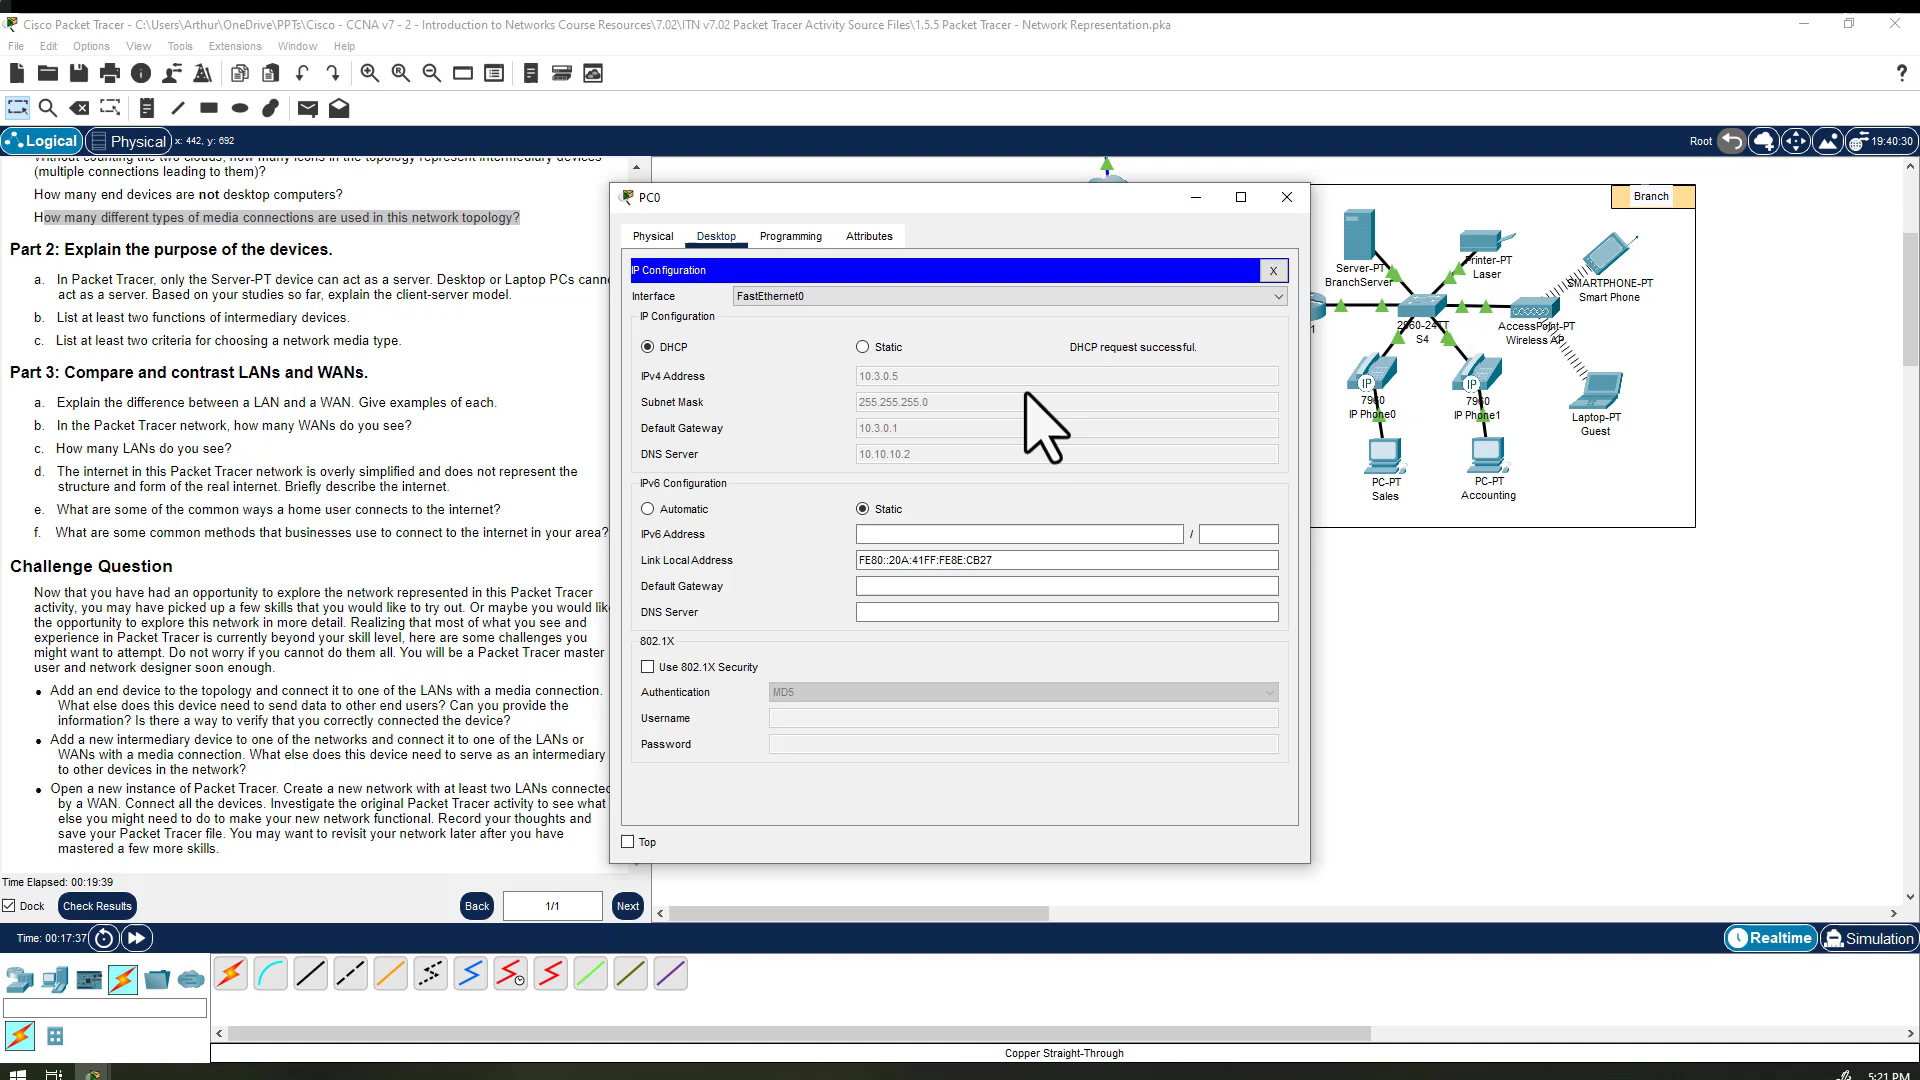 Cisco Packet Tracer - C:\Users\Arthur\OneDrive\PPTs\Cisco - CCNA v7 - 2 - Introduction to Networks Course Resources\7.02\ITN v7.02 Packet Tracer Activity Source Files\1.5.5 Packet Tracer - Network Representation.pka
File Edit Options View Tools Extensions Window Help
?
Logical Physical x: 442, y: 692
Root 19:40:30
Without counting the two clouds, how many icons in the topology represent intermediary devices
(multiple connections leading to them)?
How many end devices are not desktop computers?
How many different types of media connections are used in this network topology?
Part 2: Explain the purpose of the devices.
a. In Packet Tracer, only the Server-PT device can act as a server. Desktop or Laptop PCs cann
act as a server. Based on your studies so far, explain the client-server model.
b. List at least two functions of intermediary devices.
c. List at least two criteria for choosing a network media type.
Part 3: Compare and contrast LANs and WANs.
a. Explain the difference between a LAN and a WAN. Give examples of each.
b. In the Packet Tracer network, how many WANs do you see?
c. How many LANs do you see?
d. The internet in this Packet Tracer network is overly simplified and does not represent the
structure and form of the real internet. Briefly describe the internet.
e. What are some of the common ways a home user connects to the internet?
f. What are some common methods that businesses use to connect to the internet in your area?
Challenge Question
Now that you have had an opportunity to explore the network represented in this Packet Tracer
activity, you may have picked up a few skills that you would like to try out. Or maybe you would lik
the opportunity to explore this network in more detail. Realizing that most of what you see and
experience in Packet Tracer is currently beyond your skill level, here are some challenges you
might want to attempt. Do not worry if you cannot do them all. You will be a Packet Tracer master
user and network designer soon enough.
• Add an end device to the topology and connect it to one of the LANs with a media connection.
What else does this device need to send data to other end users? Can you provide the
information? Is there a way to verify that you correctly connected the device?
• Add a new intermediary device to one of the networks and connect it to one of the LANs or
WANs with a media connection. What else does this device need to serve as an intermediary
to other devices in the network?
• Open a new instance of Packet Tracer. Create a new network with at least two LANs connected
by a WAN. Connect all the devices. Investigate the original Packet Tracer activity to see what
else you might need to do to make your new network functional. Record your thoughts and
save your Packet Tracer file. You may want to revisit your network later after you have
mastered a few more skills.
Time Elapsed: 00:19:39
Dock Check Results Back 1/1 Next
PC0
Physical Desktop Programming Attributes
IP Configuration X
Interface FastEthernet0
IP Configuration
DHCP Static DHCP request successful.
IPv4 Address 10.3.0.5
Subnet Mask 255.255.255.0
Default Gateway 10.3.0.1
DNS Server 10.10.10.2
IPv6 Configuration
Automatic Static
IPv6 Address /
Link Local Address FE80::20A:41FF:FE8E:CB27
Default Gateway
DNS Server
802.1X
Use 802.1X Security
Authentication MD5
Username
Password
Top
Branch
Server-PT
BranchServer
Printer-PT
Laser
SMARTPHONE-PT
Smart Phone
1
2960-24TT
S4
AccessPoint-PT
Wireless AP
IP
7960
IP Phone0
IP
7960
IP Phone1
Laptop-PT
Guest
PC-PT
Sales
PC-PT
Accounting
Time: 00:17:37
Realtime Simulation
Copper Straight-Through
5:21 PM